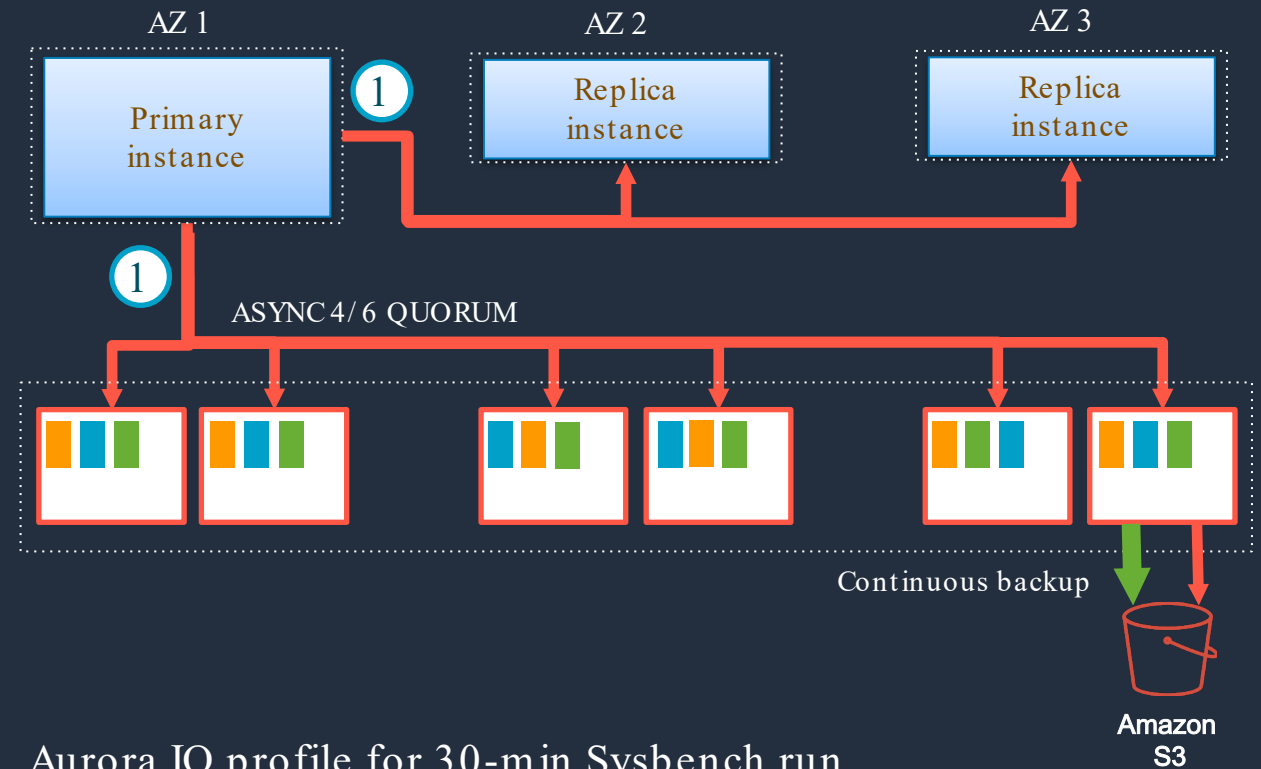 AZ 1
AZ 2
AZ 3
Primary
instance
1
Replica
instance
Replica
instance
1
ASYNC 4/6 QUORUM
Continuous backup
Amazon
S3
Aurora IO profile for 30-min Sysbench run